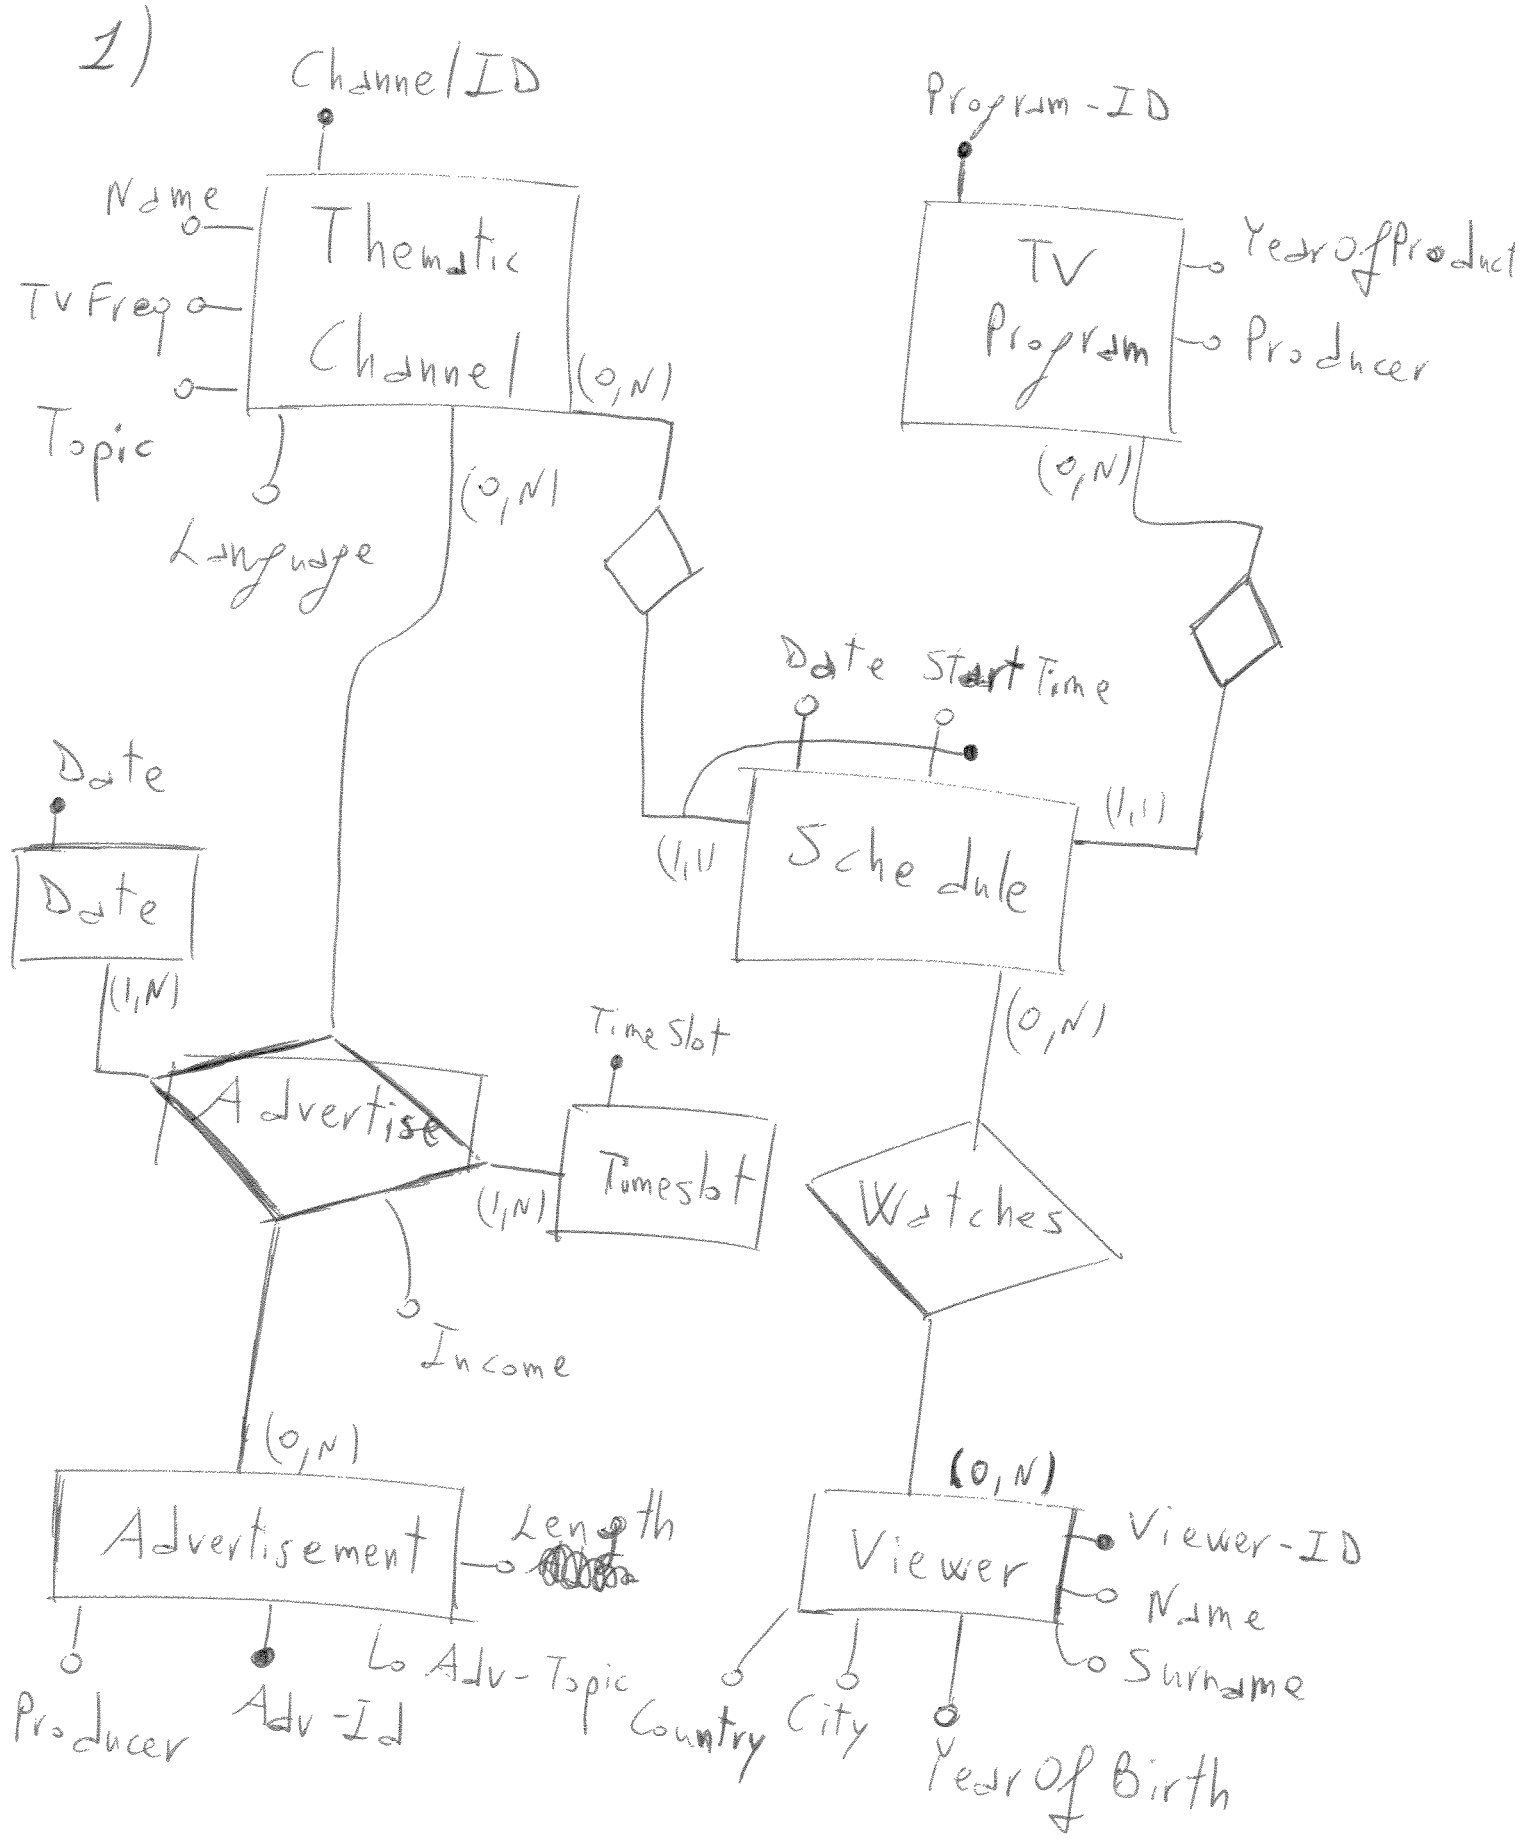 1)
ChannelID
Program-ID
Name
Thematic
Channel
TV
Program
YearOfProduct
TV Freq
Producer
(0,N)
Topic
(0,N)
(0,N)
Language
Date StartTime
Date
(1,1)
(1,1)
Schedule
Date
(1,N)
(0,N)
TimeSlot
Advertise
Timeslot
(1,N)
Watches
Income
(0,N)
(0,N)
Advertisement
Length
Viewer
Viewer-ID
Name
Surname
Producer
Adv-Id
Adv-Topic
Country
City
YearOfBirth